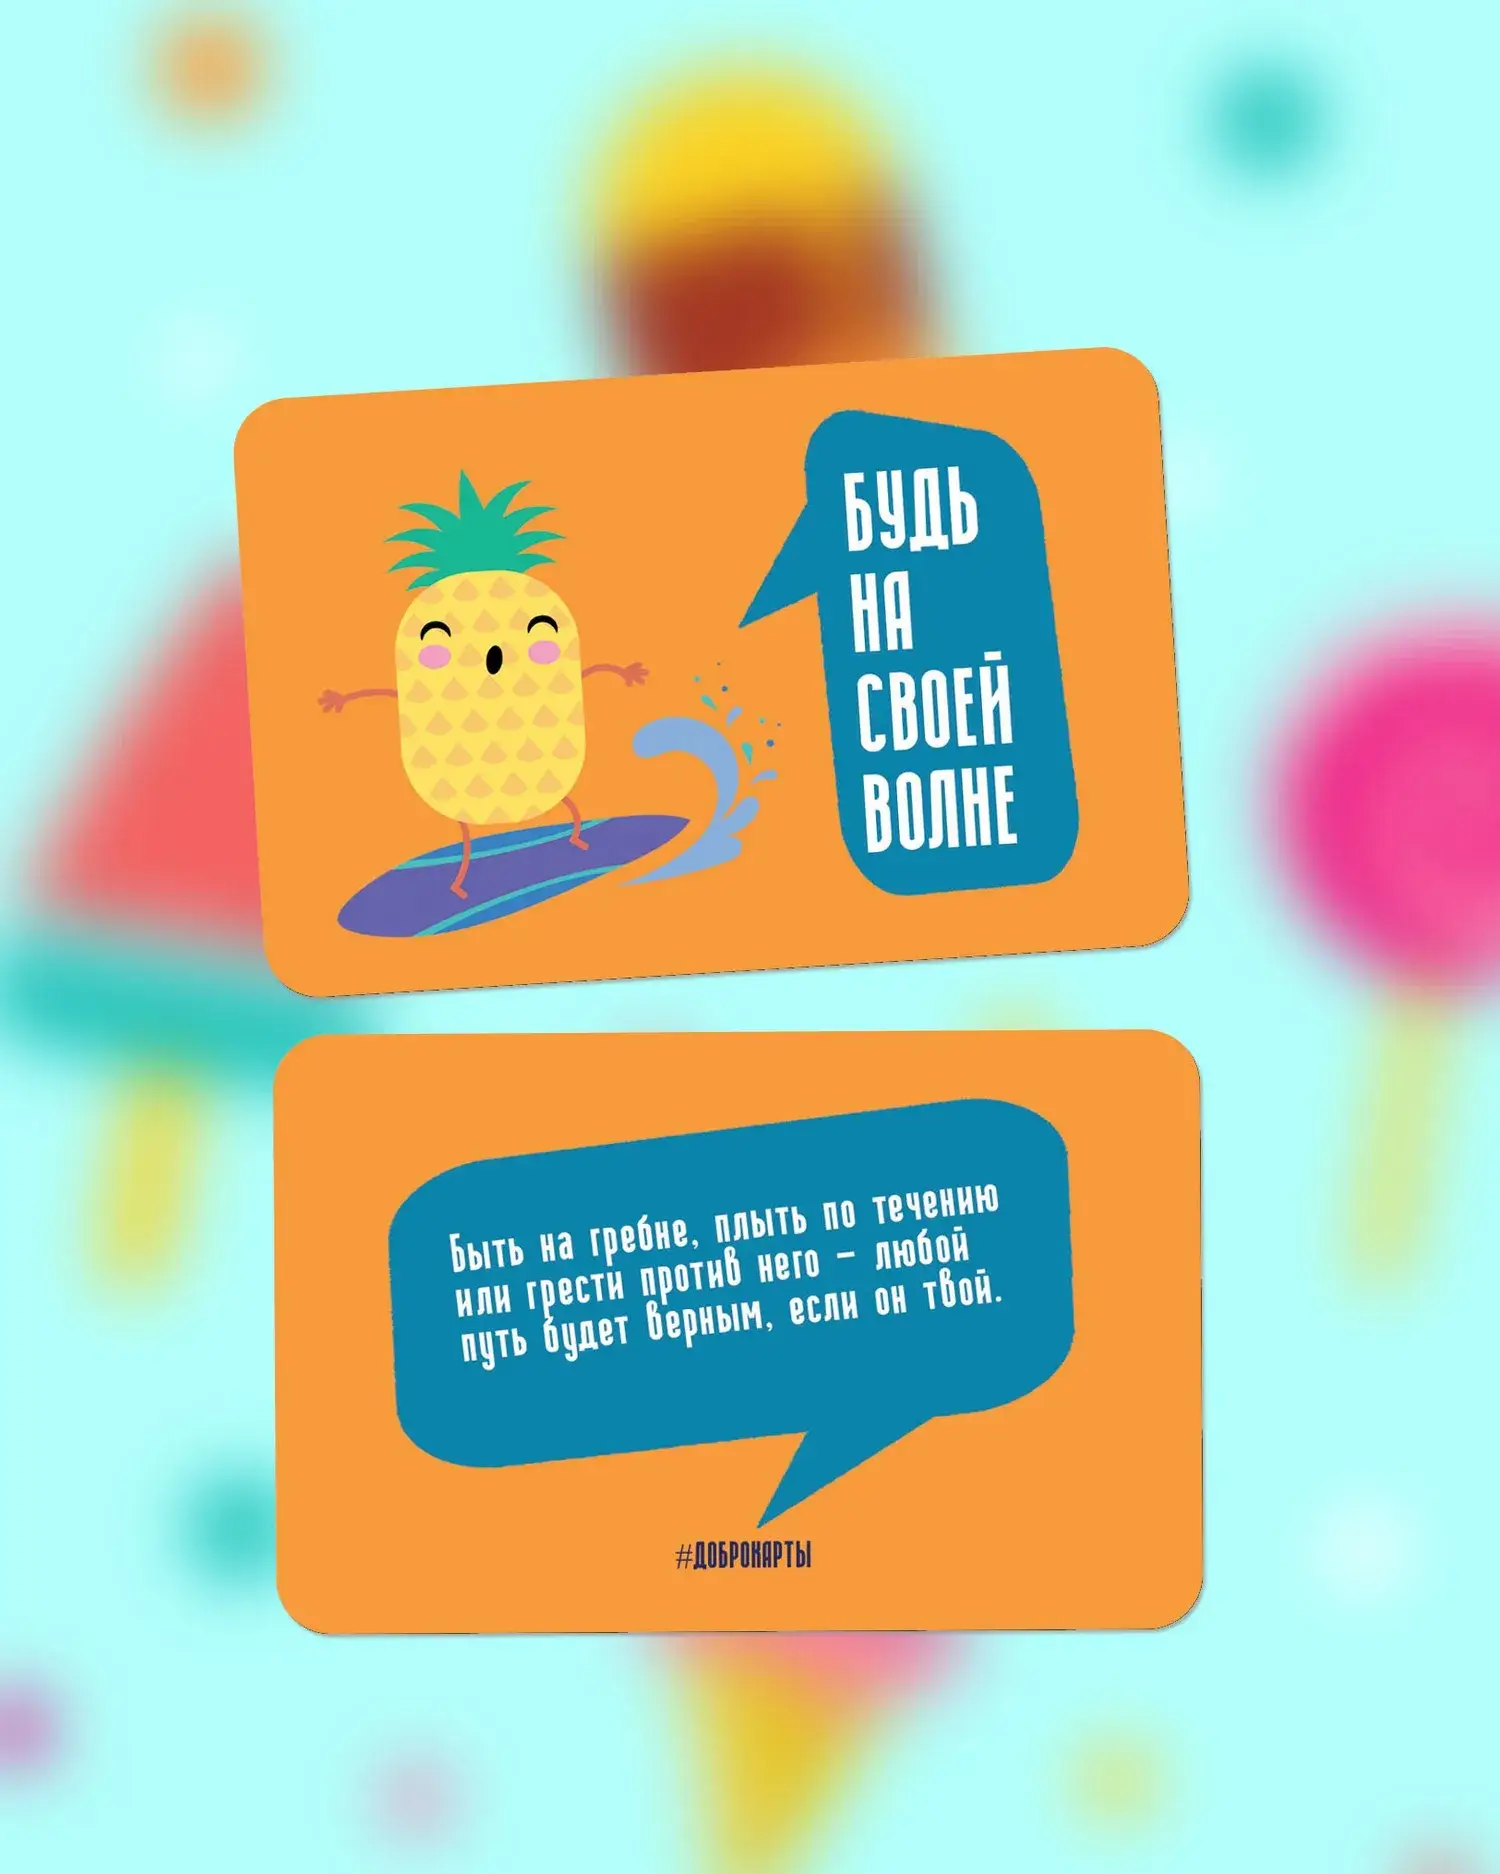 БУДЬ
НА
СВОЕЙ
ВОЛНЕ
Быть на гребне, плыть по течению
или грести против него – любой
путь будет верным, если он твой.
#ДОБРОКАРТЫ